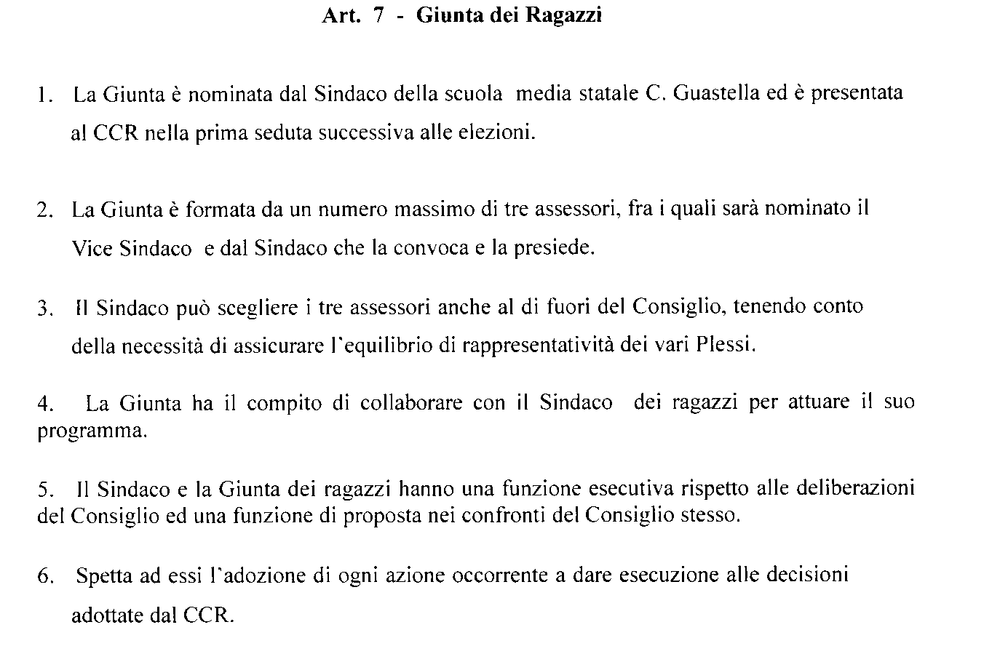 Art. 7 - Giunta dei Ragazzi
1. La Giunta è nominata dal Sindaco della scuola media statale C. Guastella ed è presentata
al CCR nella prima seduta successiva alle elezioni.
2. La Giunta è formata da un numero massimo di tre assessori, fra i quali sarà nominato il
Vice Sindaco e dal Sindaco che la convoca e la presiede.
3. Il Sindaco può scegliere i tre assessori anche al di fuori del Consiglio, tenendo conto
della necessità di assicurare l'equilibrio di rappresentatività dei vari Plessi.
4. La Giunta ha il compito di collaborare con il Sindaco dei ragazzi per attuare il suo
programma.
5. Il Sindaco e la Giunta dei ragazzi hanno una funzione esecutiva rispetto alle deliberazioni
del Consiglio ed una funzione di proposta nei confronti del Consiglio stesso.
6. Spetta ad essi l'adozione di ogni azione occorrente a dare esecuzione alle decisioni
adottate dal CCR.